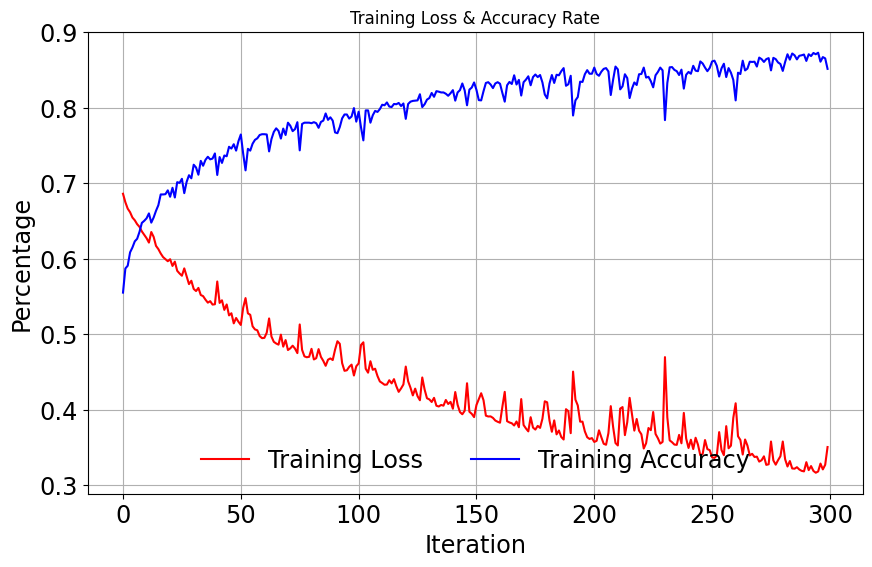 Training Loss & Accuracy Rate
0.9
0.8
0.7
0.6
0.5
0.4
0.3
Percentage
Training Loss Training Accuracy
0 50 100 150 200 250 300
Iteration